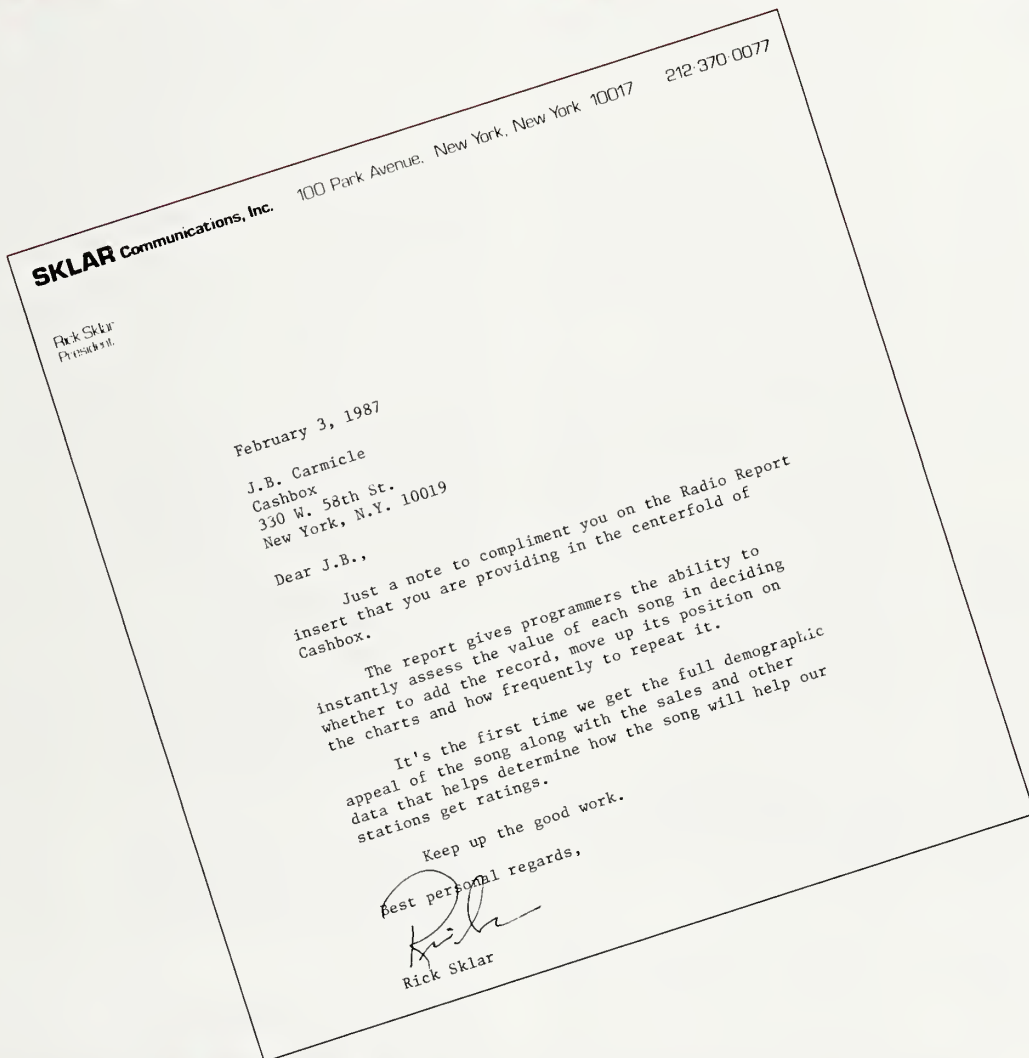 SKLAR Communications, Inc. 100 Park Avenue, New York, New York 10017 212·370·0077
Rick Sklar
President
February 3, 1987
J.B. Carmicle
Cashbox
330 W. 58th St.
New York, N.Y. 10019
Dear J.B.,
Just a note to compliment you on the Radio Report
insert that you are providing in the centerfold of
Cashbox.
The report gives programmers the ability to
instantly assess the value of each song in deciding
whether to add the record, move up its position on
the charts and how frequently to repeat it.
It's the first time we get the full demographic
appeal of the song along with the sales and other
data that helps determine how the song will help our
stations get ratings.
Keep up the good work.
Best personal regards,
Rick
Rick Sklar